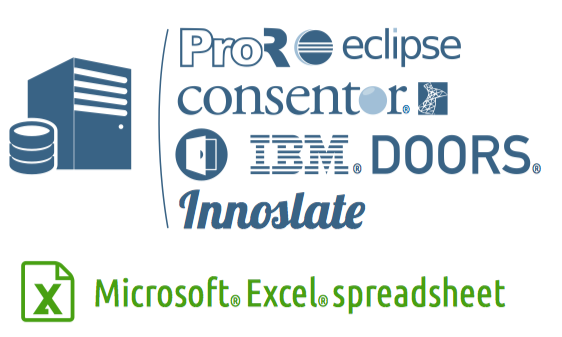 ProR eclipse
consentor®
IBM® DOORS®
Innoslate
X Microsoft® Excel® spreadsheet